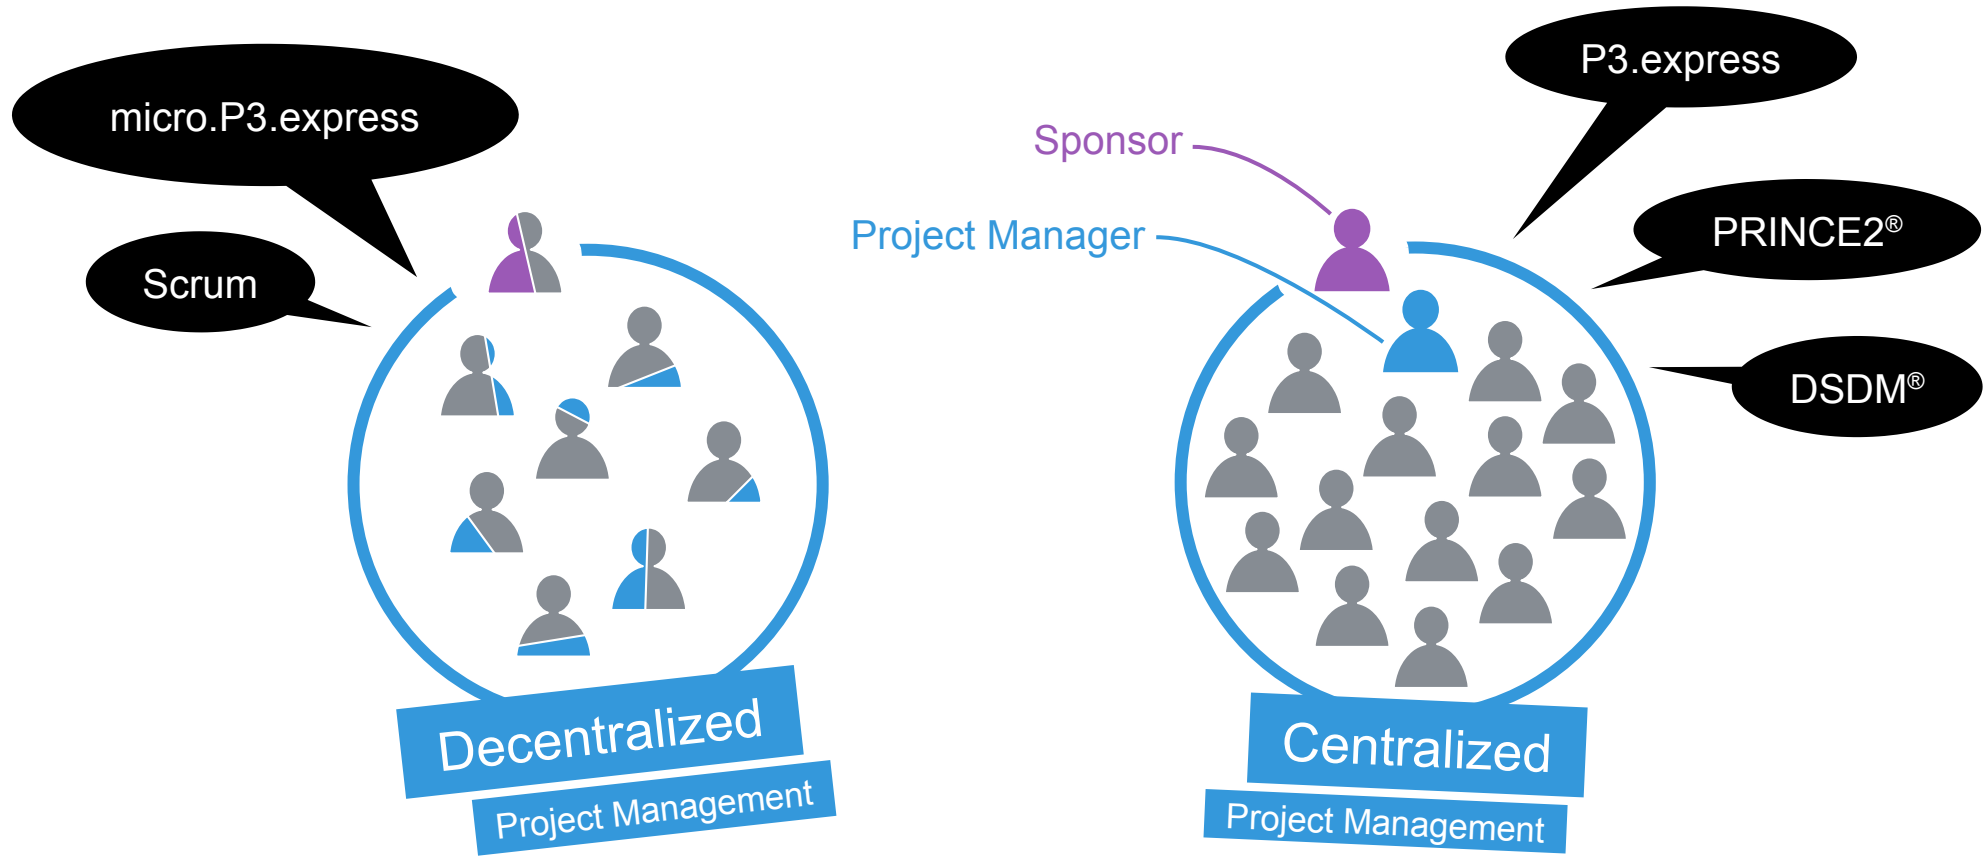 micro.P3.express
Scrum
Decentralized
Project Management
P3.express
Sponsor
Project Manager
PRINCE2®
DSDM®
Centralized
Project Management